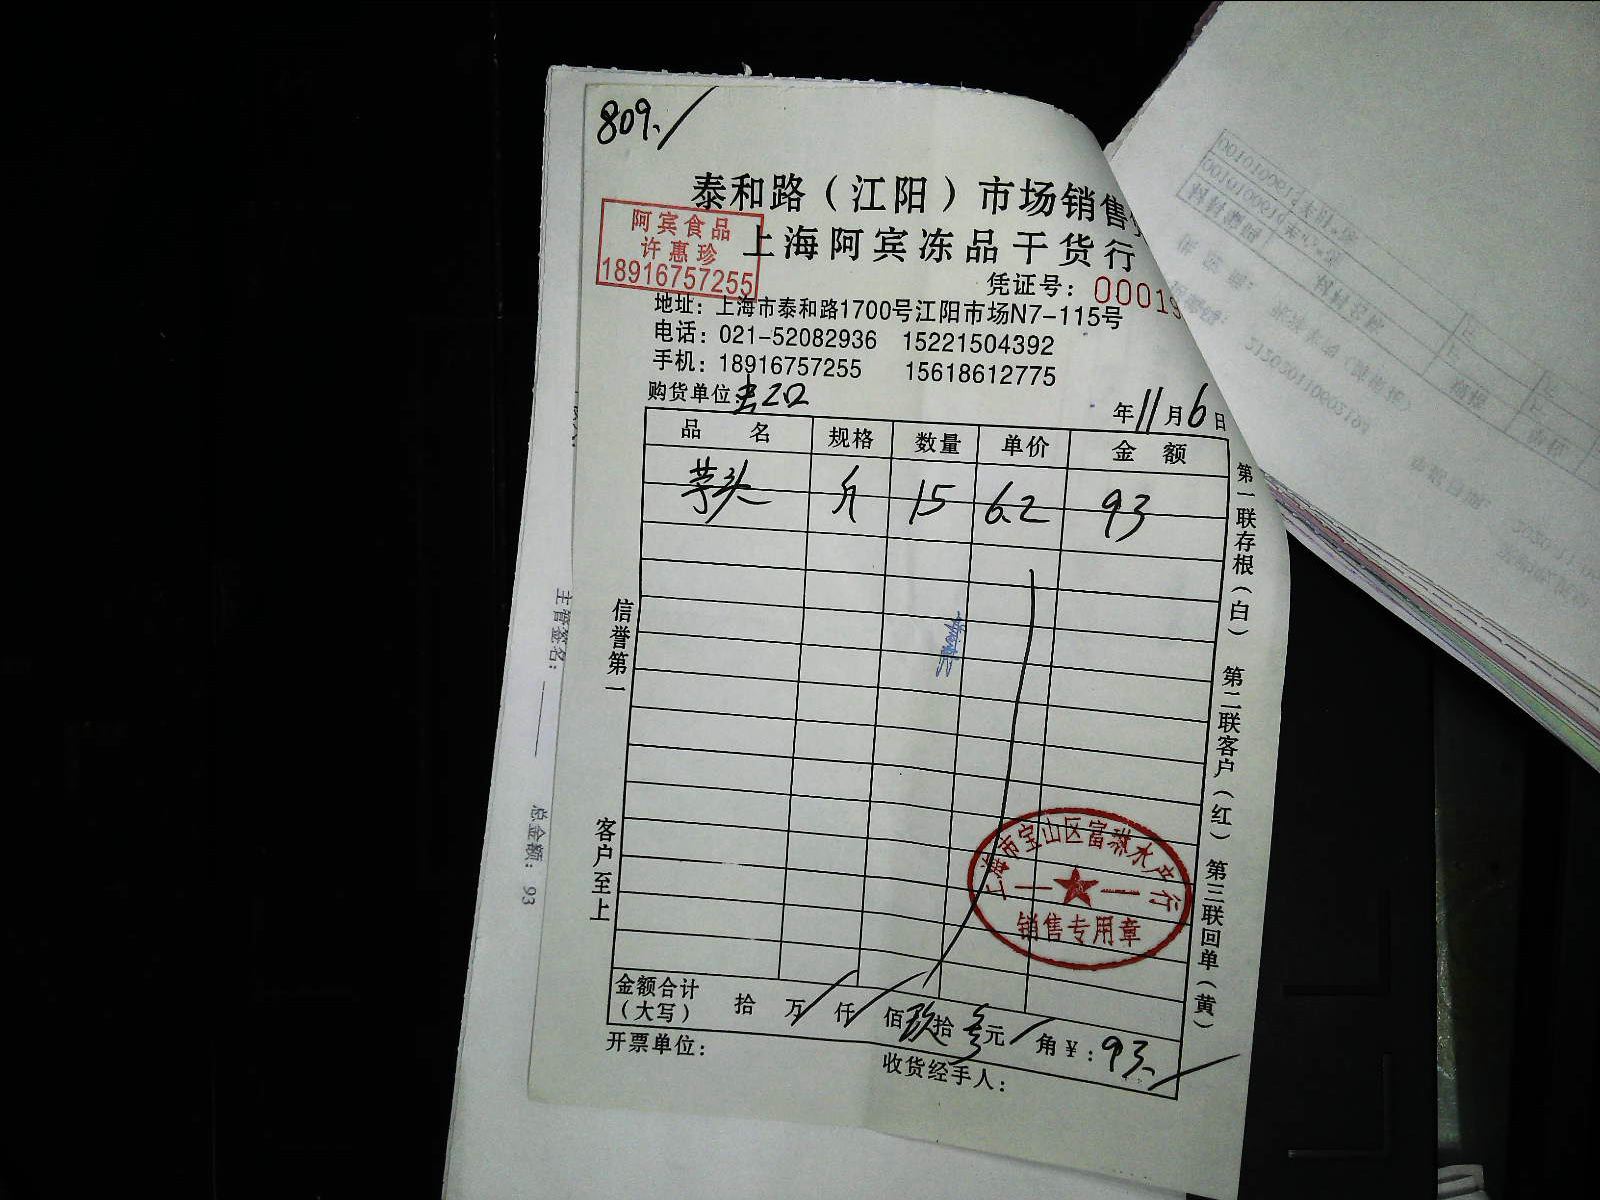 809.
泰和路（江阳）市场销售
阿宾食品
许惠珍
18916757255
上海阿宾冻品干货行
凭证号：00019
地址：上海市泰和路1700号江阳市场N7-115号
电话：021-52082936 15221504392
手机：18916757255 15618612775
购货单位：
年11月6日
品名 规格 数量 单价 金额
芋头 斤 15 6.2 93
信誉第一
客户至上
第一联存根（白） 第二联客户（红） 第三联回单（黄）
上海市宝山区富琳水产行
销售专用章
金额合计（大写） 拾 万 仟 佰 玖拾 叁元 角 ￥：93.
开票单位：
收货经手人：
主管签名：
总金额：93